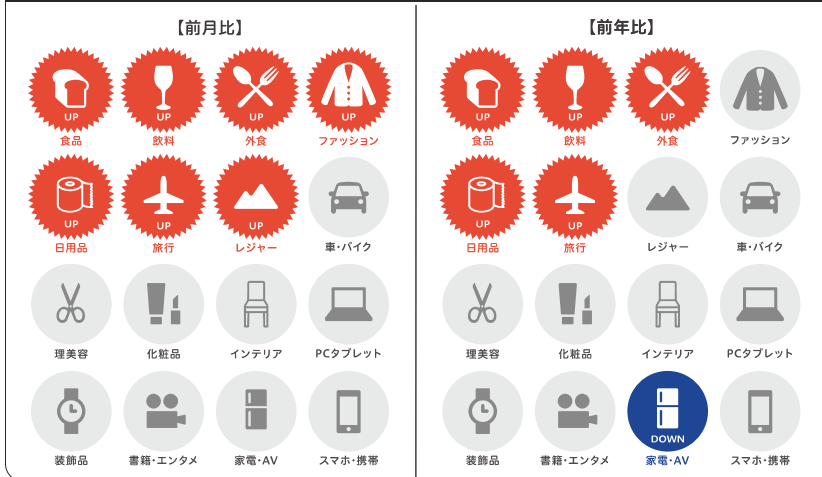 【前月比】
UP UP UP UP
食品 飲料 外食 ファッション
UP UP UP
日用品 旅行 レジャー 車・バイク
理美容 化粧品 インテリア PCタブレット
装飾品 書籍・エンタメ 家電・AV スマホ・携帯
【前年比】
UP UP UP
食品 飲料 外食 ファッション
UP UP
日用品 旅行 レジャー 車・バイク
理美容 化粧品 インテリア PCタブレット
DOWN
装飾品 書籍・エンタメ 家電・AV スマホ・携帯